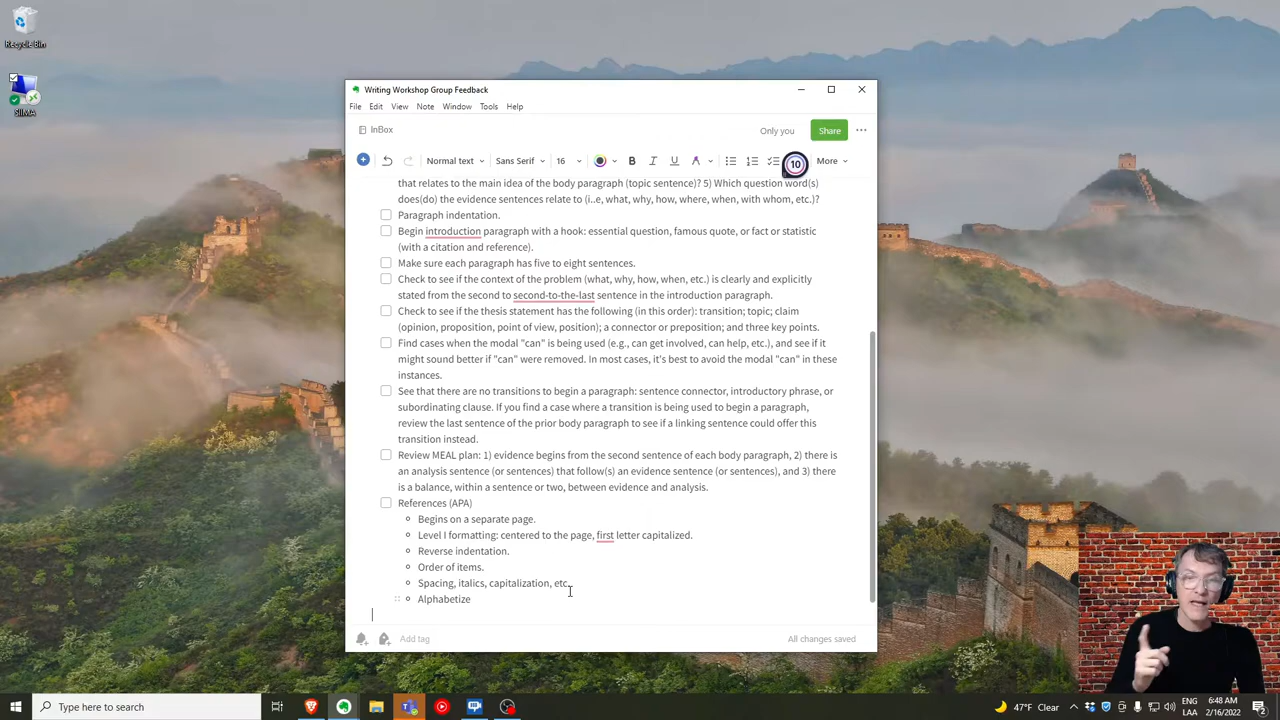 Recycle Bin
SIIMA
Writing Workshop Group Feedback
File Edit View Note Window Tools Help
InBox
Only you
Share
Normal text
Sans Serif
16
10
More
that relates to the main idea of the body paragraph (topic sentence)? 5) Which question word(s)
does(do) the evidence sentences relate to (i..e, what, why, how, where, when, with whom, etc.)?
Paragraph indentation.
Begin introduction paragraph with a hook: essential question, famous quote, or fact or statistic
(with a citation and reference).
Make sure each paragraph has five to eight sentences.
Check to see if the context of the problem (what, why, how, when, etc.) is clearly and explicitly
stated from the second to second-to-the-last sentence in the introduction paragraph.
Check to see if the thesis statement has the following (in this order): transition; topic; claim
(opinion, proposition, point of view, position); a connector or preposition; and three key points.
Find cases when the modal "can" is being used (e.g., can get involved, can help, etc.), and see if it
might sound better if "can" were removed. In most cases, it's best to avoid the modal "can" in these
instances.
See that there are no transitions to begin a paragraph: sentence connector, introductory phrase, or
subordinating clause. If you find a case where a transition is being used to begin a paragraph,
review the last sentence of the prior body paragraph to see if a linking sentence could offer this
transition instead.
Review MEAL plan: 1) evidence begins from the second sentence of each body paragraph, 2) there is
an analysis sentence (or sentences) that follow(s) an evidence sentence (or sentences), and 3) there
is a balance, within a sentence or two, between evidence and analysis.
References (APA)
Begins on a separate page.
Level I formatting: centered to the page, first letter capitalized.
Reverse indentation.
Order of items.
Spacing, italics, capitalization, etc.
Alphabetize
Add tag
All changes saved
Type here to search
47°F Clear
ENG
LAA
6:48 AM
2/16/2022